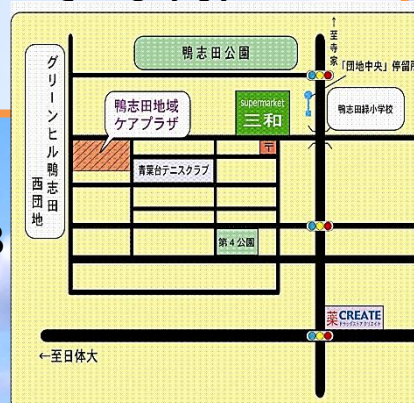 ↑至寺家
鴨志田公園
「団地中央」停留所
グリーンヒル鴨志田
西団地
鴨志田地域
ケアプラザ
supermarket
三和
鴨志田緑小学校
〒
青葉台テニスクラブ
第4公園
薬CREATE
←至日体大